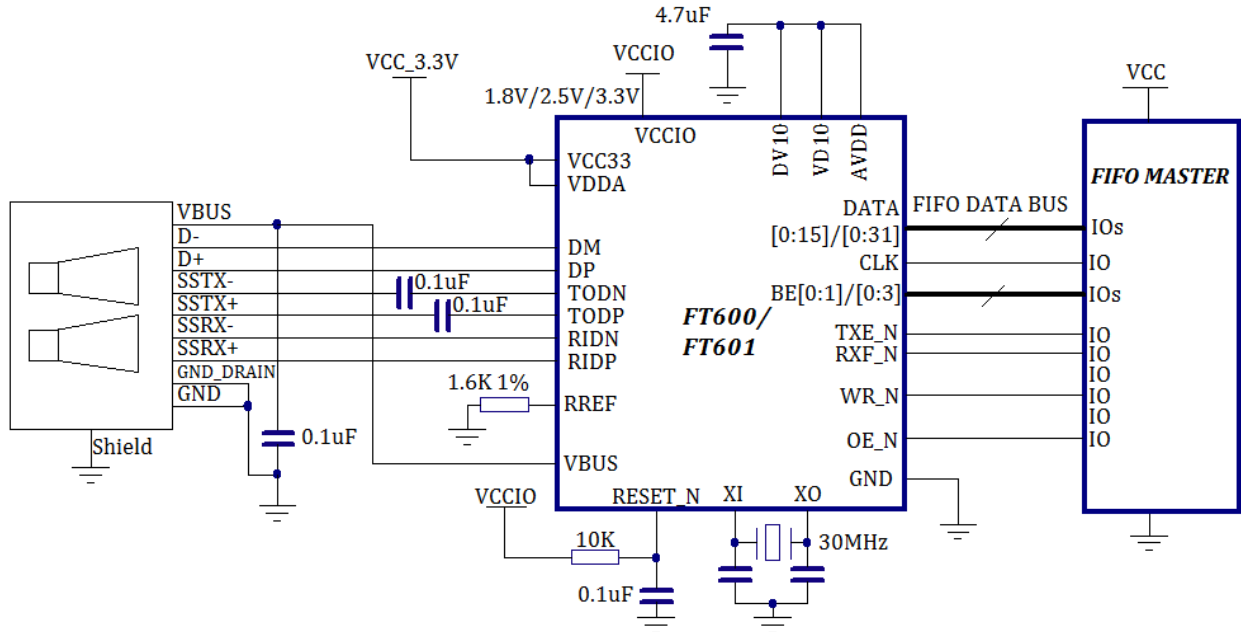 4.7uF
VCCIO
VCC_3.3V
VCC
1.8V/2.5V/3.3V
VCCIO
DV10
VD10
AVDD
VCC33
VDDA
FIFO MASTER
VBUS
D-
D+
SSTX-
SSTX+
SSRX-
SSRX+
GND_DRAIN
GND
Shield
0.1uF
0.1uF
0.1uF
DM
DP
TODN
TODP
RIDN
RIDP
1.6K 1%
RREF
VBUS
FT600/
FT601
DATA
[0:15]/[0:31]
CLK
BE[0:1]/[0:3]
TXE_N
RXF_N
WR_N
OE_N
GND
FIFO DATA BUS
IOs
IO
IOs
IO
IO
IO
IO
IO
IO
VCCIO
RESET_N
XI
XO
10K
30MHz
0.1uF